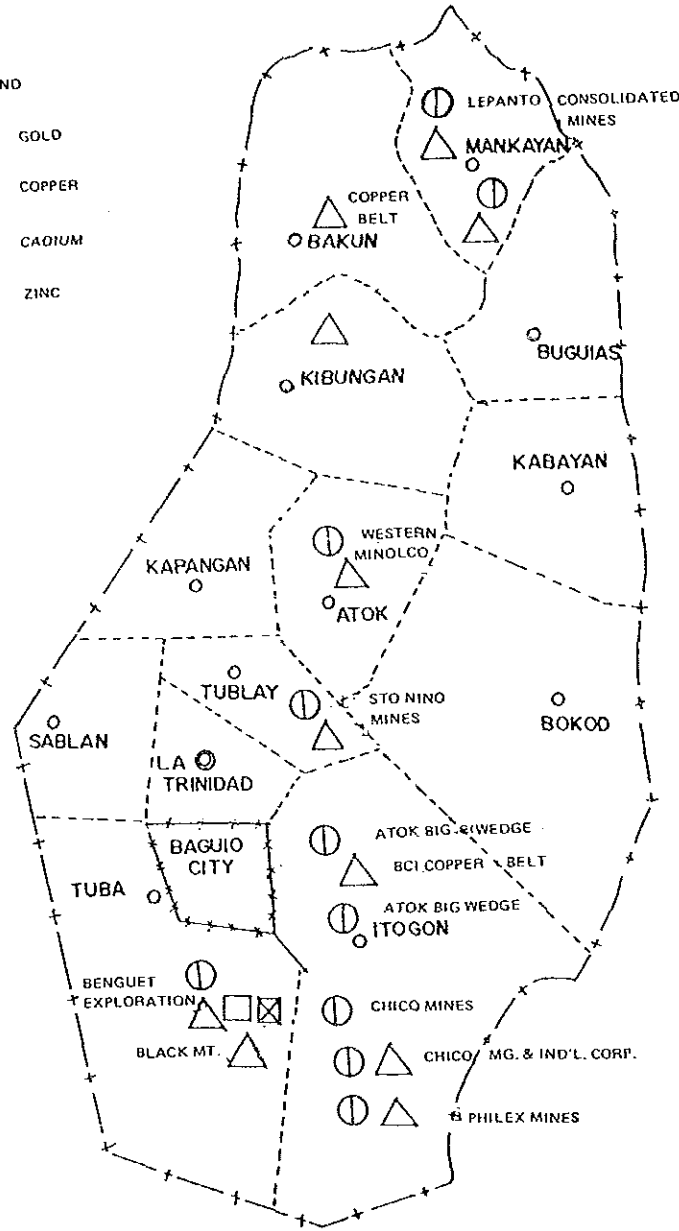 ND
GOLD
COPPER
CADIUM
ZINC
LEPANTO CONSOLIDATED
MINES
MANKAYAN
COPPER
BELT
BAKUN
BUGUIAS
KIBUNGAN
KABAYAN
WESTERN
MINOLCO
KAPANGAN
ATOK
TUBLAY
STO NINO
MINES
BOKOD
SABLAN
LA
TRINIDAD
ATOK BIG WEDGE
BAGUIO
CITY
BCI COPPER BELT
TUBA
ATOK BIG WEDGE
ITOGON
BENGUET
EXPLORATION
CHICO MINES
BLACK MT.
CHICO MG. & IND'L. CORP.
PHILEX MINES